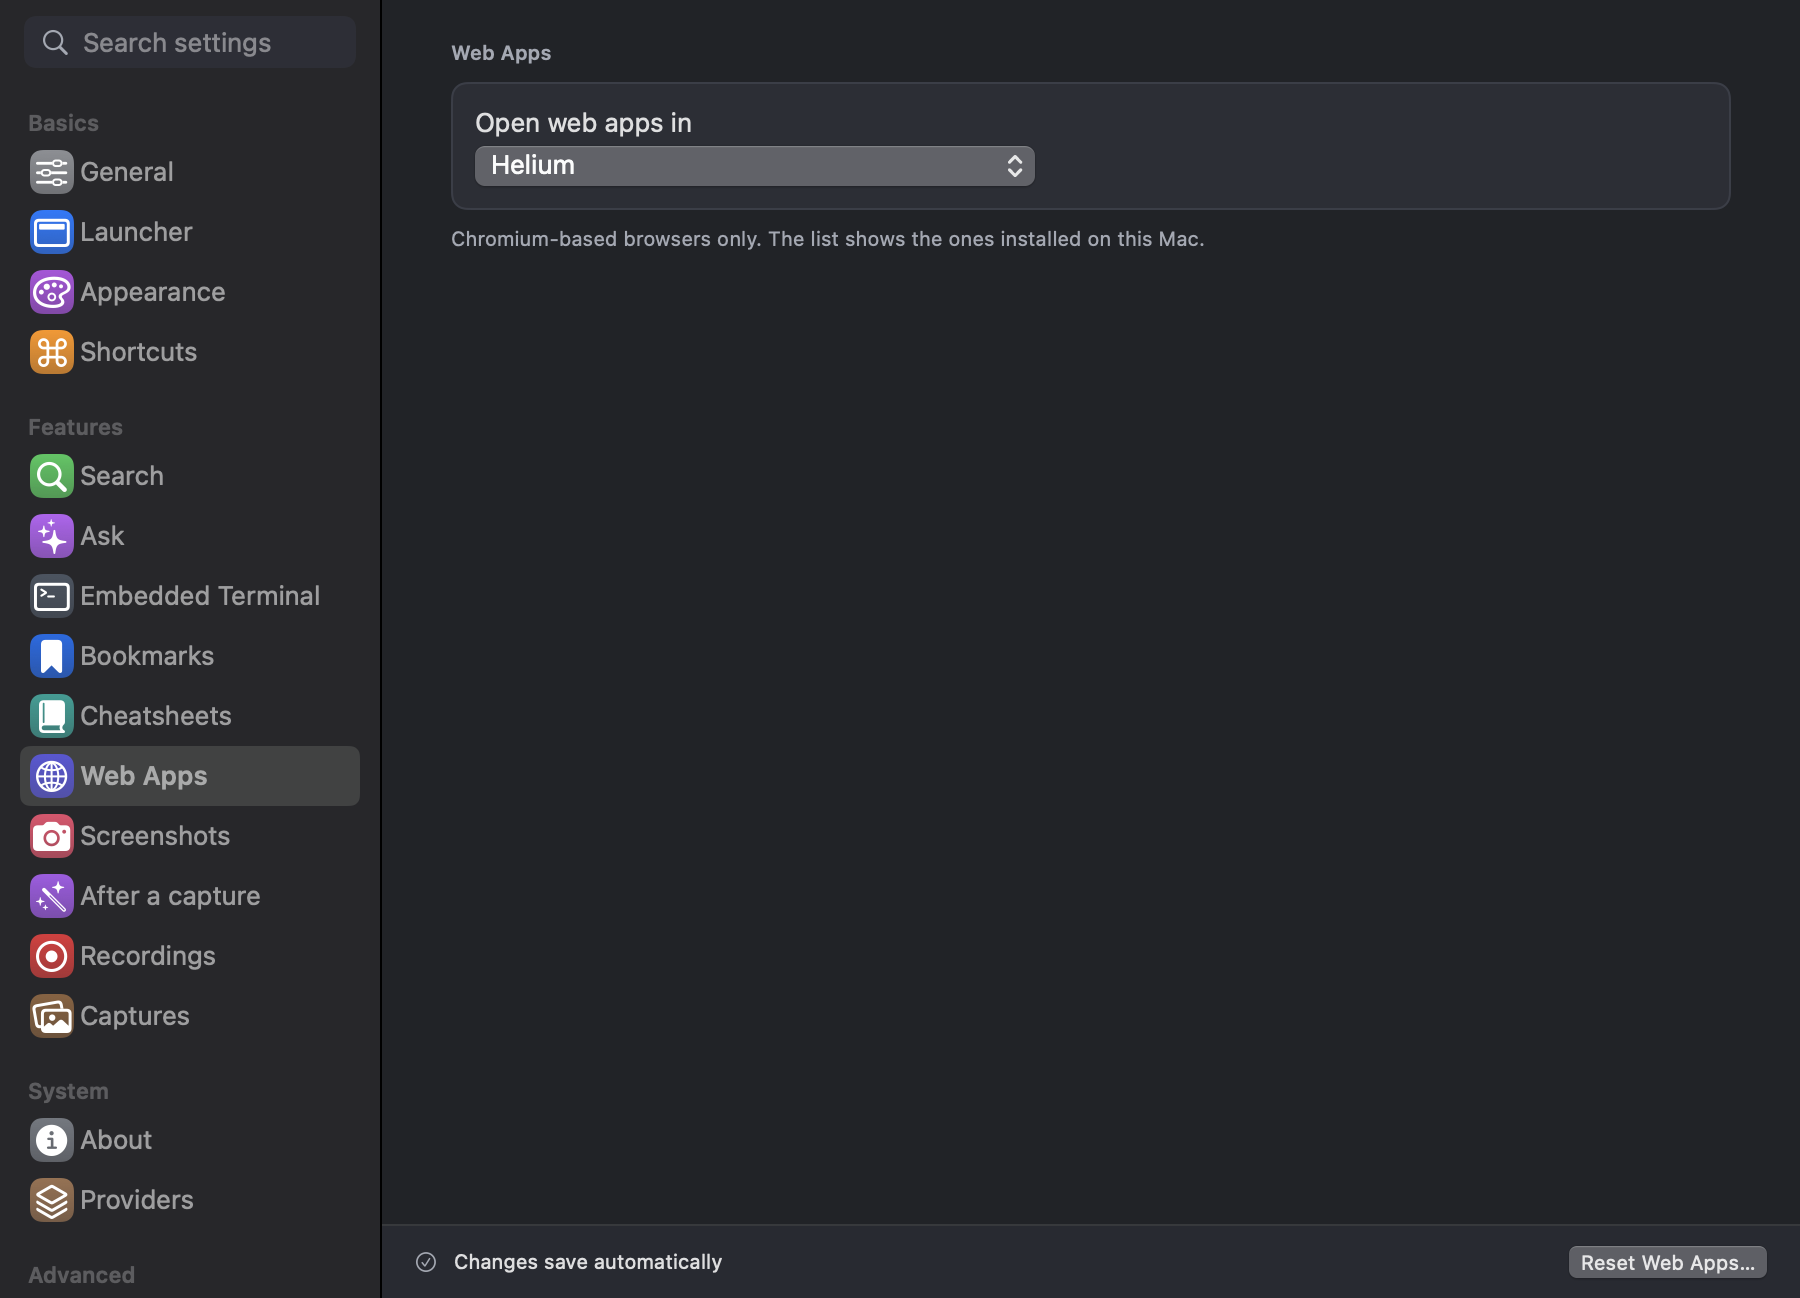 Search settings
Basics
General
Launcher
Appearance
Shortcuts
Features
Search
Ask
Embedded Terminal
Bookmarks
Cheatsheets
Web Apps
Screenshots
After a capture
Recordings
Captures
System
About
Providers
Advanced
Web Apps
Open web apps in
Helium
Chromium-based browsers only. The list shows the ones installed on this Mac.
Changes save automatically
Reset Web Apps...